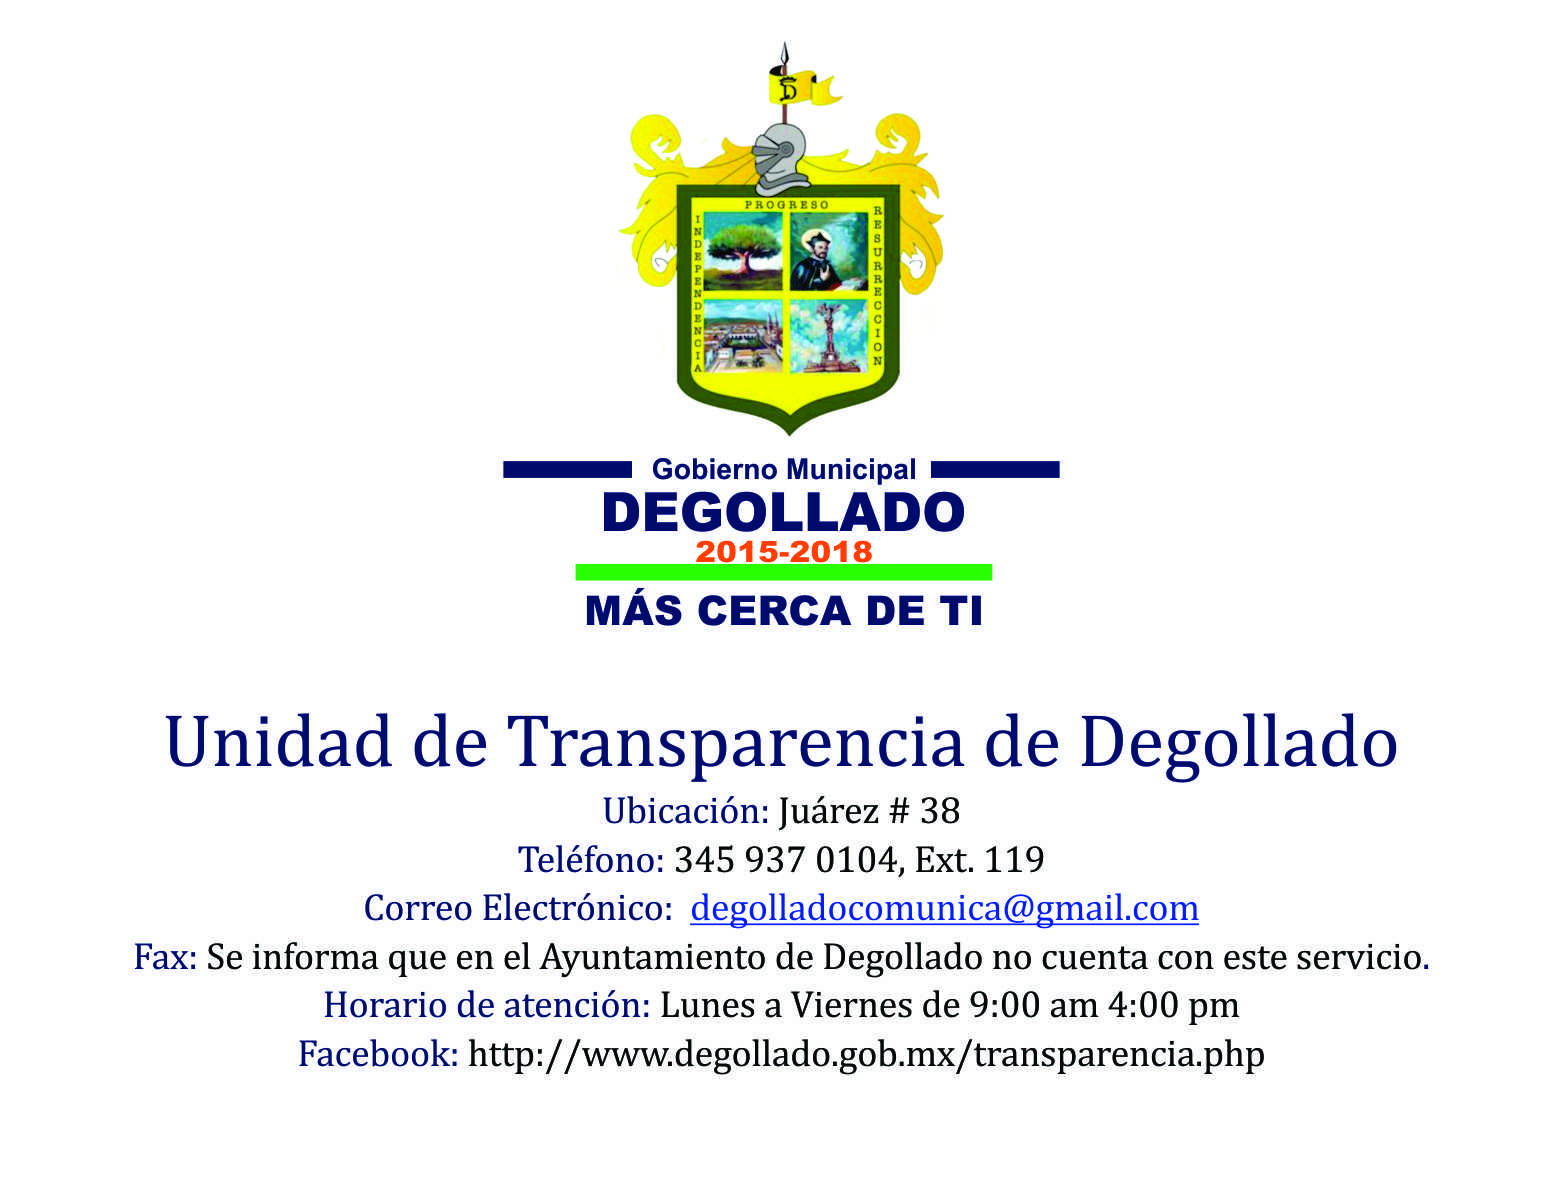 PROGRESO
INDEPENDENCIA
RESURRECCION
Gobierno Municipal
DEGOLLADO
2015-2018
MÁS CERCA DE TI
Unidad de Transparencia de Degollado
Ubicación: Juárez # 38
Teléfono: 345 937 0104, Ext. 119
Correo Electrónico: degolladocomunica@gmail.com
Fax: Se informa que en el Ayuntamiento de Degollado no cuenta con este servicio.
Horario de atención: Lunes a Viernes de 9:00 am 4:00 pm
Facebook: http://www.degollado.gob.mx/transparencia.php